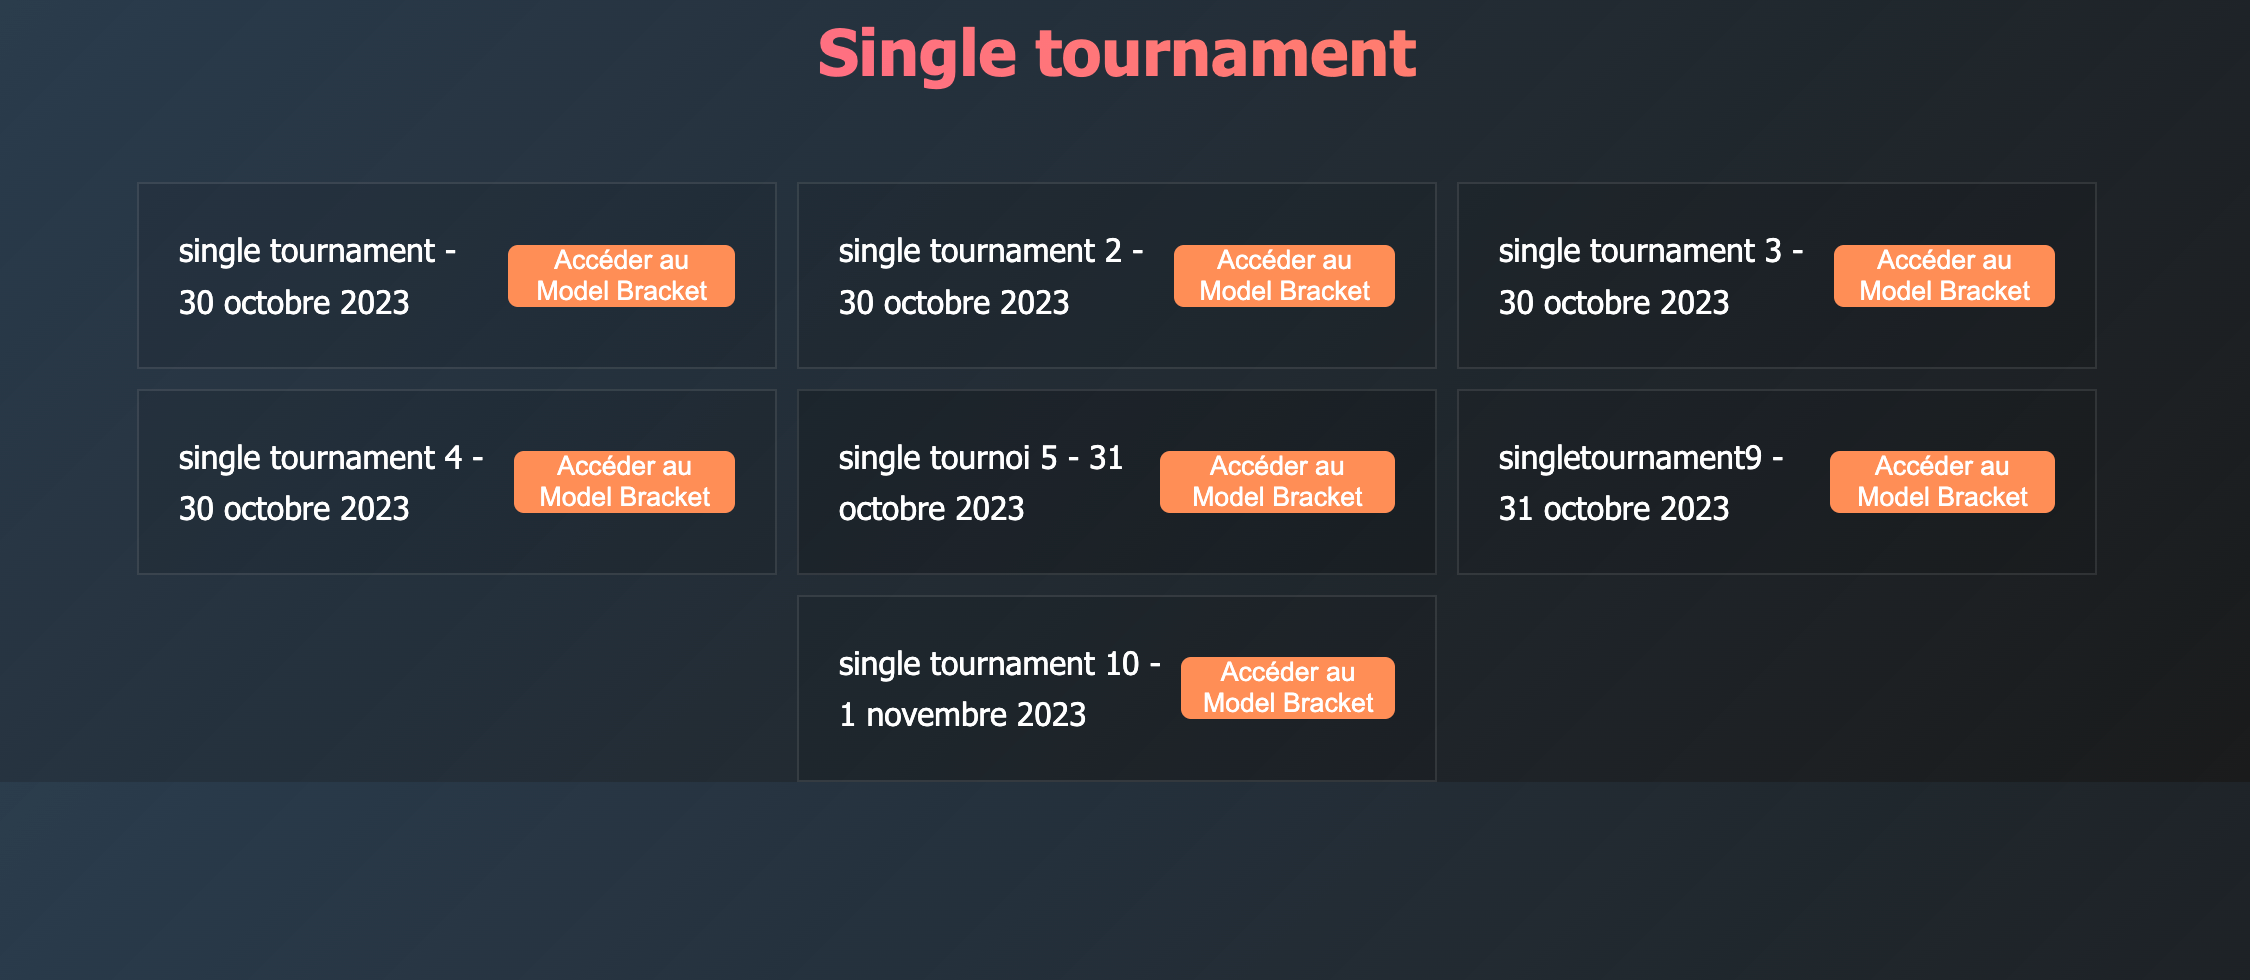 Single tournament
single tournament -
30 octobre 2023
Accéder au
Model Bracket
single tournament 2 -
30 octobre 2023
Accéder au
Model Bracket
single tournament 3 -
30 octobre 2023
Accéder au
Model Bracket
single tournament 4 -
30 octobre 2023
Accéder au
Model Bracket
single tournoi 5 - 31
octobre 2023
Accéder au
Model Bracket
singletournament9 -
31 octobre 2023
Accéder au
Model Bracket
single tournament 10 -
1 novembre 2023
Accéder au
Model Bracket